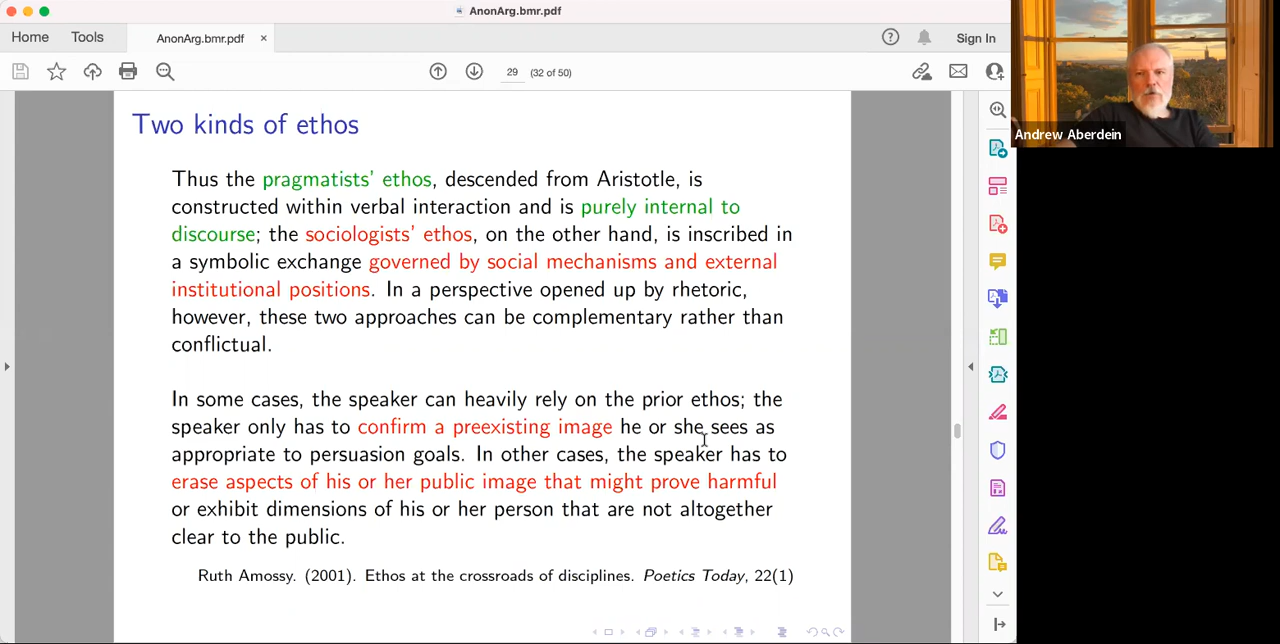 AnonArg.bmr.pdf
Home Tools AnonArg.bmr.pdf × Sign In
29 (32 of 50)
Andrew Aberdein
Two kinds of ethos
Thus the pragmatists' ethos, descended from Aristotle, is
constructed within verbal interaction and is purely internal to
discourse; the sociologists' ethos, on the other hand, is inscribed in
a symbolic exchange governed by social mechanisms and external
institutional positions. In a perspective opened up by rhetoric,
however, these two approaches can be complementary rather than
conflictual.
In some cases, the speaker can heavily rely on the prior ethos; the
speaker only has to confirm a preexisting image he or she sees as
appropriate to persuasion goals. In other cases, the speaker has to
erase aspects of his or her public image that might prove harmful
or exhibit dimensions of his or her person that are not altogether
clear to the public.
Ruth Amossy. (2001). Ethos at the crossroads of disciplines. Poetics Today, 22(1)